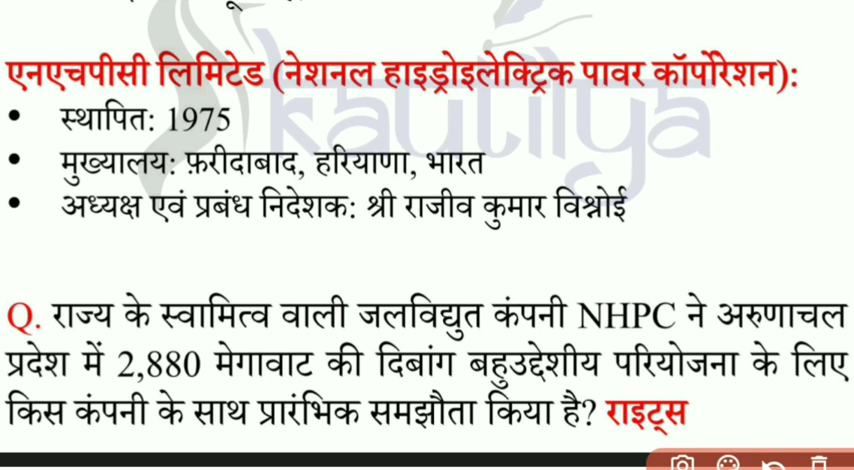 एनएचपीसी लिमिटेड (नेशनल हाइड्रोइलेक्ट्रिक पावर कॉर्पोरेशन):
• स्थापित: 1975
• मुख्यालय: फ़रीदाबाद, हरियाणा, भारत
• अध्यक्ष एवं प्रबंध निदेशक: श्री राजीव कुमार विश्नोई
kautilya
Q. राज्य के स्वामित्व वाली जलविद्युत कंपनी NHPC ने अरुणाचल
प्रदेश में 2,880 मेगावाट की दिबांग बहुउद्देशीय परियोजना के लिए
किस कंपनी के साथ प्रारंभिक समझौता किया है? राइट्स